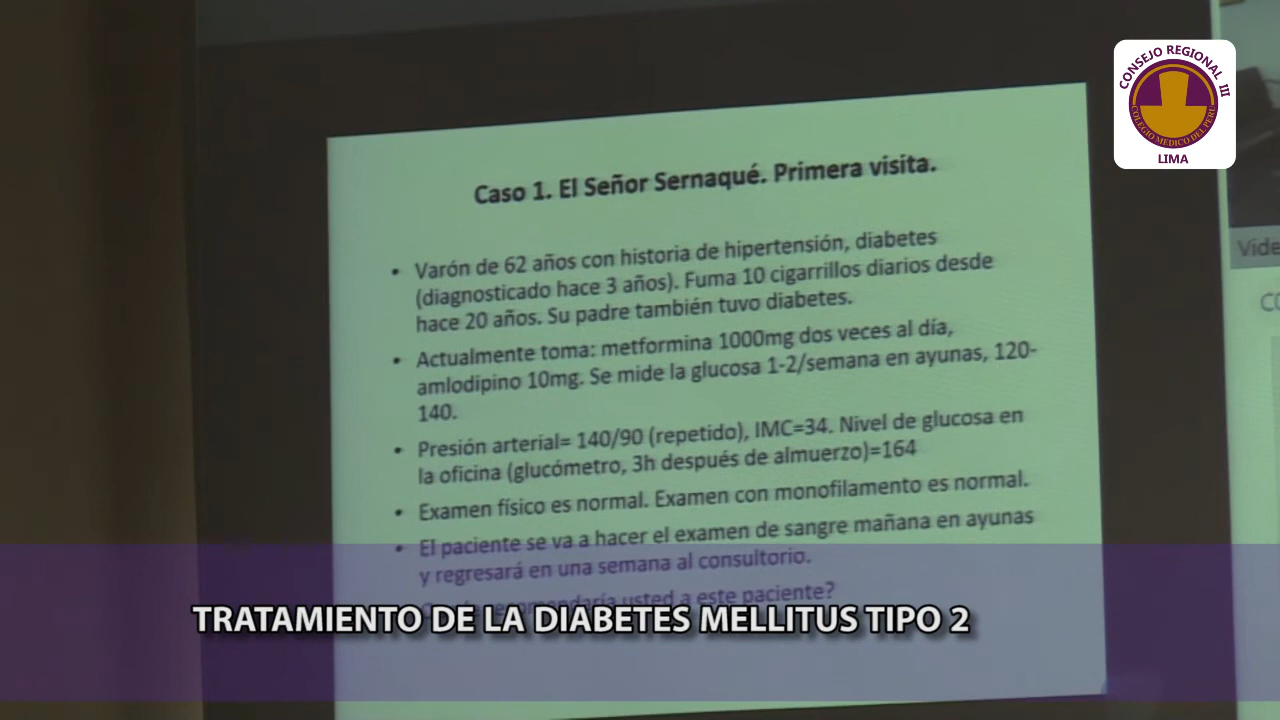 CONSEJO REGIONAL III
COLEGIO MEDICO DEL PERU
LIMA
Caso 1. El Señor Sernaqué. Primera visita.
• Varón de 62 años con historia de hipertensión, diabetes
(diagnosticado hace 3 años). Fuma 10 cigarrillos diarios desde
hace 20 años. Su padre también tuvo diabetes.
• Actualmente toma: metformina 1000mg dos veces al día,
amlodipino 10mg. Se mide la glucosa 1-2/semana en ayunas, 120-
140.
• Presión arterial= 140/90 (repetido), IMC=34. Nivel de glucosa en
la oficina (glucómetro, 3h después de almuerzo)=164
• Examen físico es normal. Examen con monofilamento es normal.
• El paciente se va a hacer el examen de sangre mañana en ayunas
y regresará en una semana al consultorio.
usted a este paciente?
TRATAMIENTO DE LA DIABETES MELLITUS TIPO 2